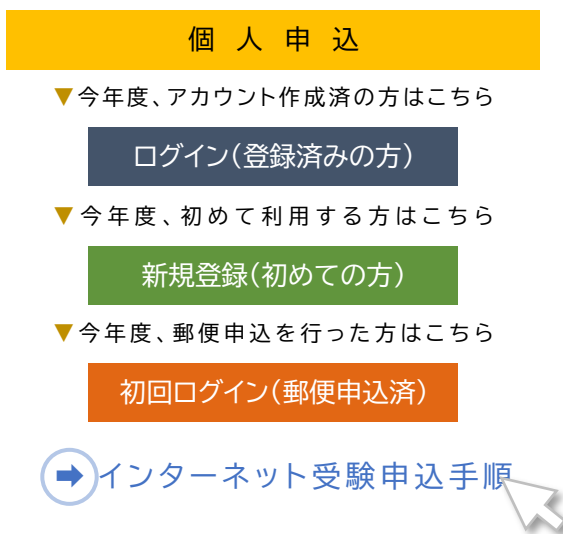 個人申込
▼今年度、アカウント作成済の方はこちら
ログイン(登録済みの方)
▼今年度、初めて利用する方はこちら
新規登録(初めての方)
▼今年度、郵便申込を行った方はこちら
初回ログイン(郵便申込済)
インターネット受験申込手順